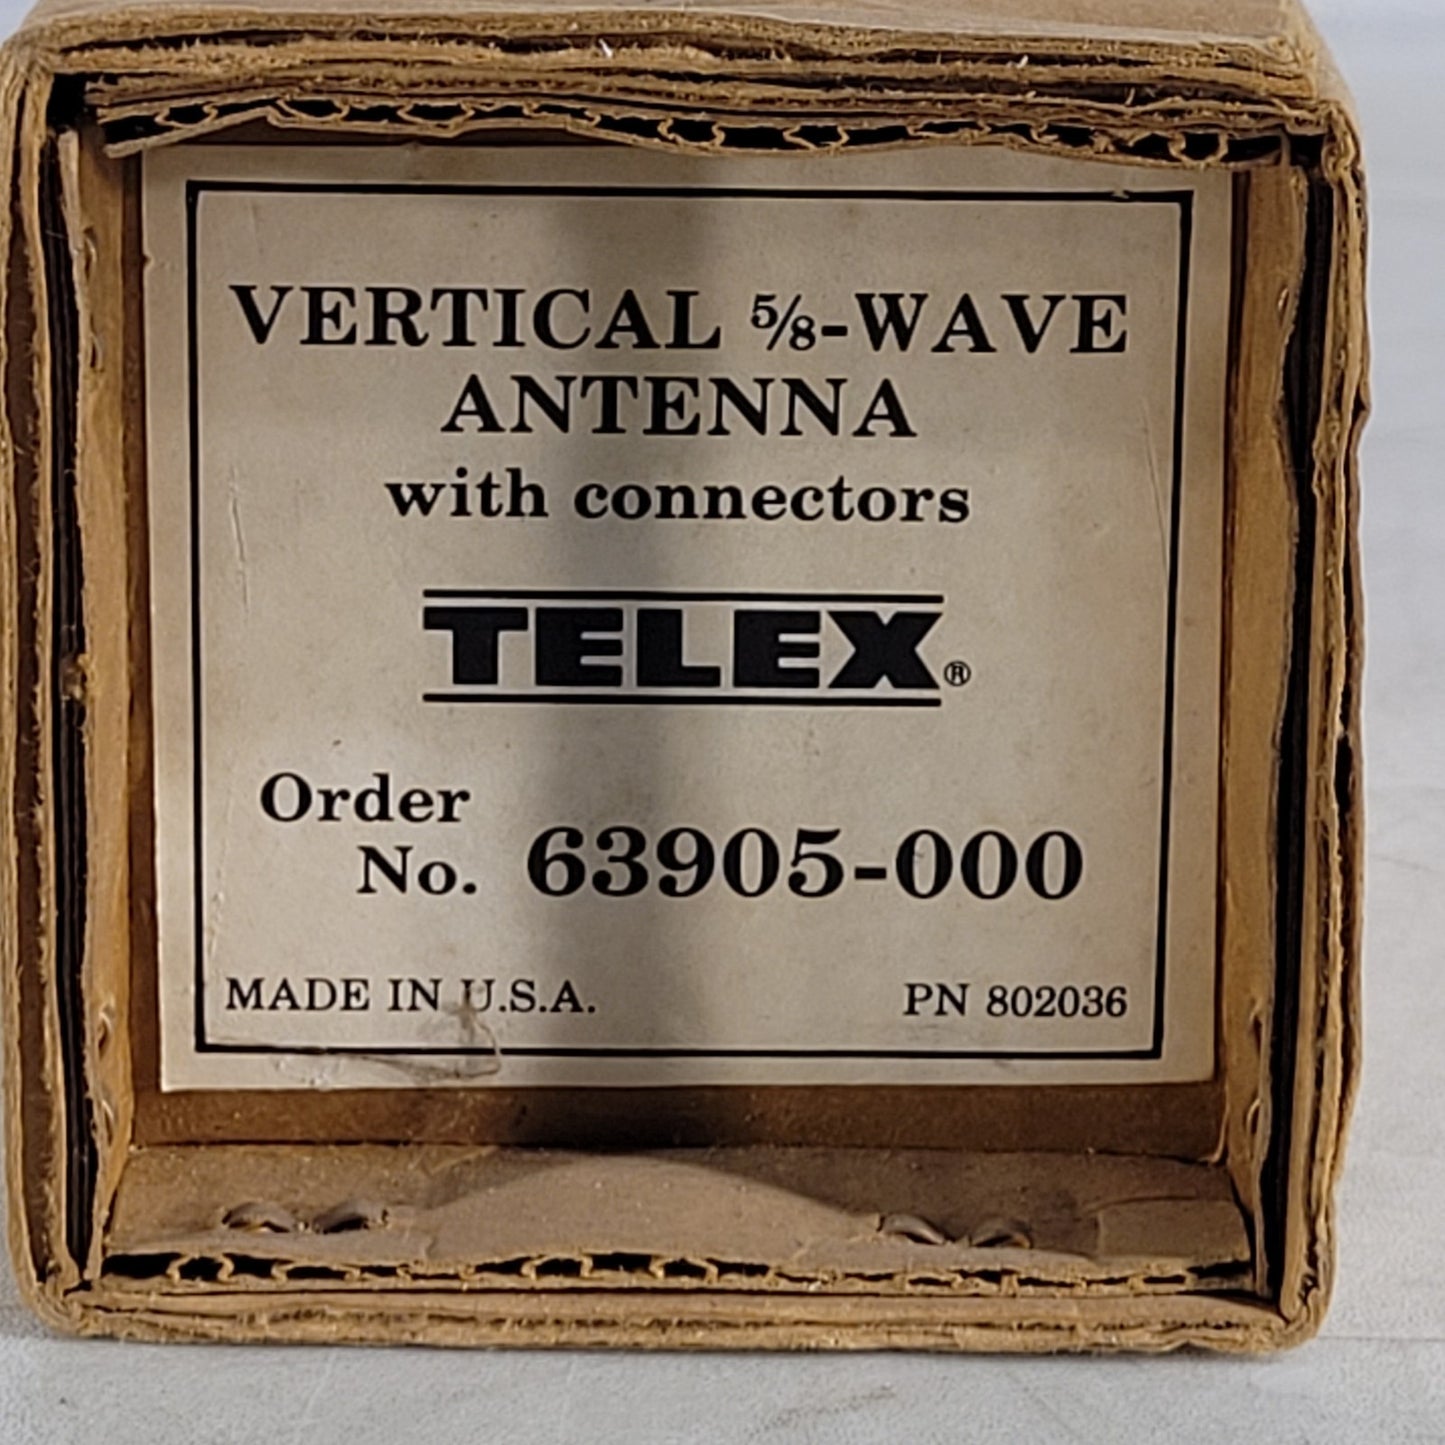 VERTICAL ⅝-WAVE
ANTENNA
with connectors
TELEX®
Order
No. 63905-000
MADE IN U.S.A. PN 802036